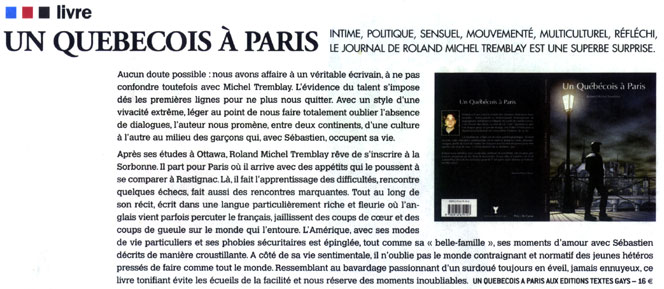 livre
UN QUEBECOIS À PARIS
INTIME, POLITIQUE, SENSUEL, MOUVEMENTÉ, MULTICULTUREL, RÉFLÉCHI,
LE JOURNAL DE ROLAND MICHEL TREMBLAY EST UNE SUPERBE SURPRISE.
Aucun doute possible : nous avons affaire à un véritable écrivain, à ne pas
confondre toutefois avec Michel Tremblay. L'évidence du talent s'impose
dés les premières lignes pour ne plus nous quitter. Avec un style d'une
vivacité extrême, léger au point de nous faire totalement oublier l'absence
de dialogues, l'auteur nous promène, entre deux continents, d'une culture
à l'autre au milieu des garçons qui, avec Sébastien, occupent sa vie.
Après ses études à Ottawa, Roland Michel Tremblay rêve de s'inscrire à la
Sorbonne. Il part pour Paris où il arrive avec des appétits qui le poussent à
se comparer à Rastignac. Là, il fait l'apprentissage des difficultés, rencontre
quelques échecs, fait aussi des rencontres marquantes. Tout au long de
son récit, écrit dans une langue particulièrement riche et fleurie où l'an-
glais vient parfois percuter le français, jaillissent des coups de cœur et des
coups de gueule sur le monde qui l'entoure. L'Amérique, avec ses modes
de vie particuliers et ses phobies sécuritaires est épinglée, tout comme sa « belle-famille », ses moments d'amour avec Sébastien
décrits de manière croustillante. A côté de sa vie sentimentale, il n'oublie pas le monde contraignant et normatif des jeunes hétéros
pressés de faire comme tout le monde. Ressemblant au bavardage passionnant d'un surdoué toujours en éveil, jamais ennuyeux, ce
livre tonifiant évite les écueils de la facilité et nous réserve des moments inoubliables. UN QUEBECOIS A PARIS AUX EDITIONS TEXTES GAYS – 16 €
Un Québécois à Paris
Un Québécois à Paris